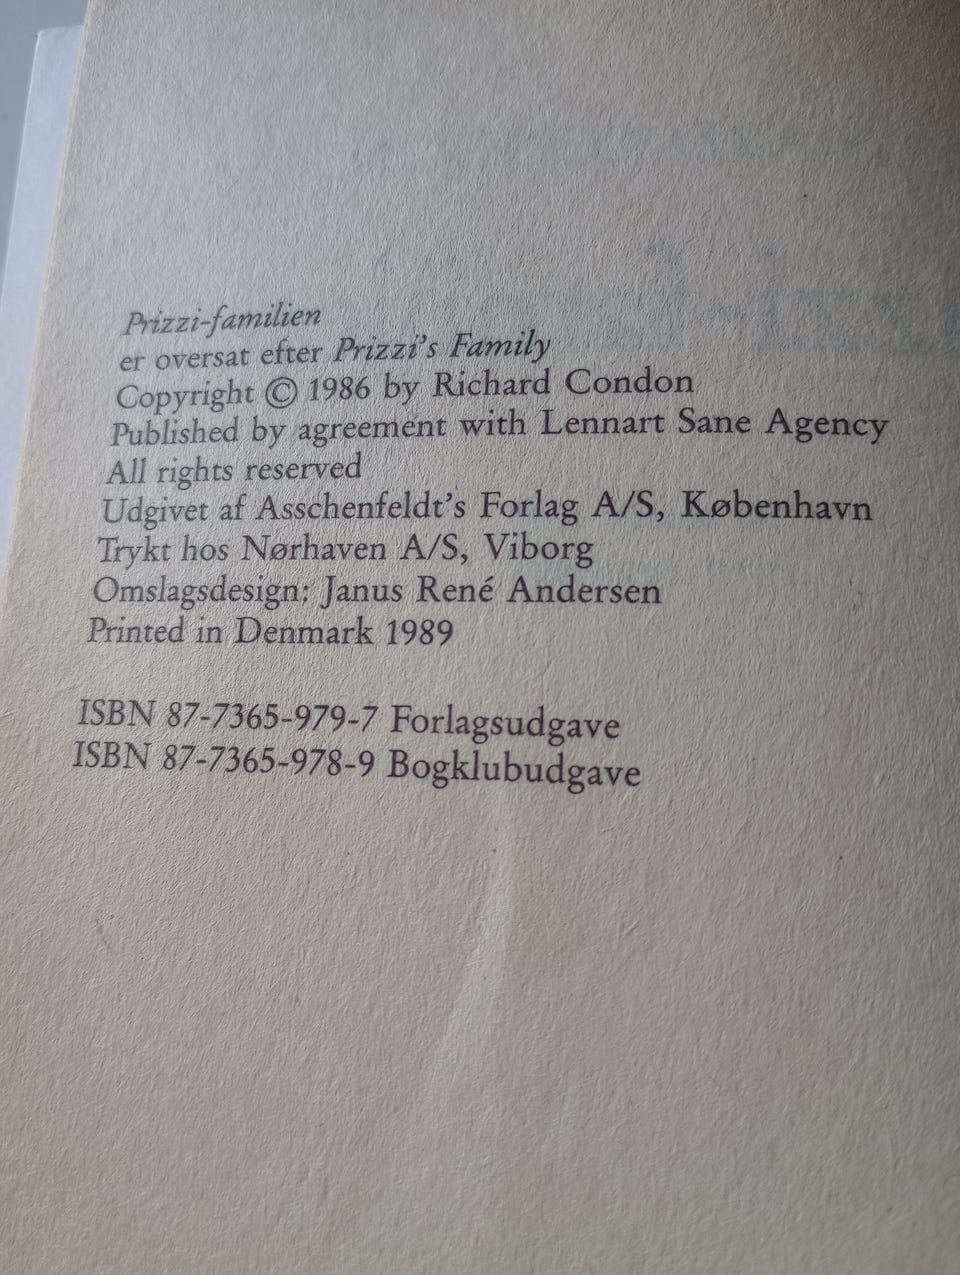 Prizzi-familien
er oversat efter Prizzi's Family
Copyright © 1986 by Richard Condon
Published by agreement with Lennart Sane Agency
All rights reserved
Udgivet af Asschenfeldt's Forlag A/S, København
Trykt hos Nørhaven A/S, Viborg
Omslagsdesign: Janus René Andersen
Printed in Denmark 1989
ISBN 87-7365-979-7 Forlagsudgave
ISBN 87-7365-978-9 Bogklubudgave